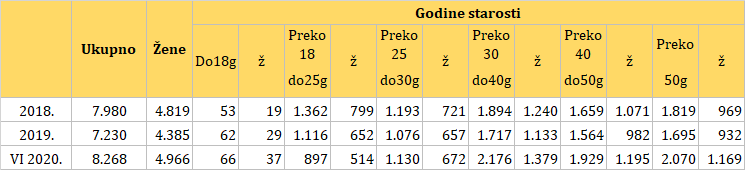 Godine starosti
Ukupno Žene Do18g ž Preko 18 do25g ž Preko 25 do30g ž Preko 30 do40g ž Preko 40 do50g ž Preko 50g ž
2018. 7.980 4.819 53 19 1.362 799 1.193 721 1.894 1.240 1.659 1.071 1.819 969
2019. 7.230 4.385 62 29 1.116 652 1.076 657 1.717 1.133 1.564 982 1.695 932
VI 2020. 8.268 4.966 66 37 897 514 1.130 672 2.176 1.379 1.929 1.195 2.070 1.169